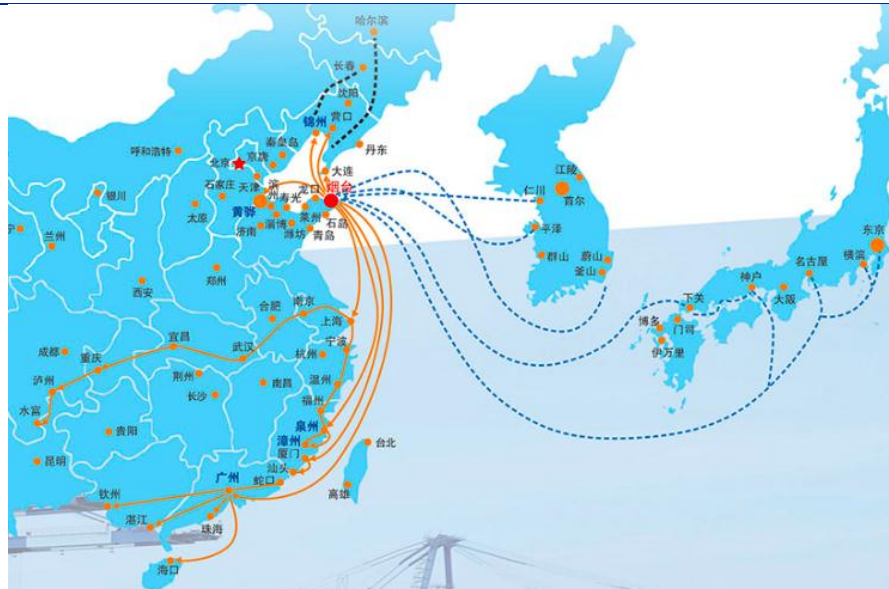 哈尔滨
长春
沈阳
锦州
营口
丹东
秦皇岛
呼和浩特
北京
京唐
大连
天津
滨州
龙口
烟台
银川
石家庄
寿光
黄骅
莱州
石岛
太原
淄博
济南
潍坊
青岛
宁
兰州
郑州
西安
江陵
仁川
首尔
平泽
群山
蔚山
釜山
东京
名古屋
横滨
神户
大阪
下关
博多
门司
伊万里
合肥
南京
上海
宜昌
宁波
成都
重庆
武汉
杭州
荆州
泸州
南昌
温州
长沙
福州
水富
泉州
贵阳
漳州
厦门
台北
昆明
汕头
广州
蛇口
高雄
钦州
湛江
珠海
海口